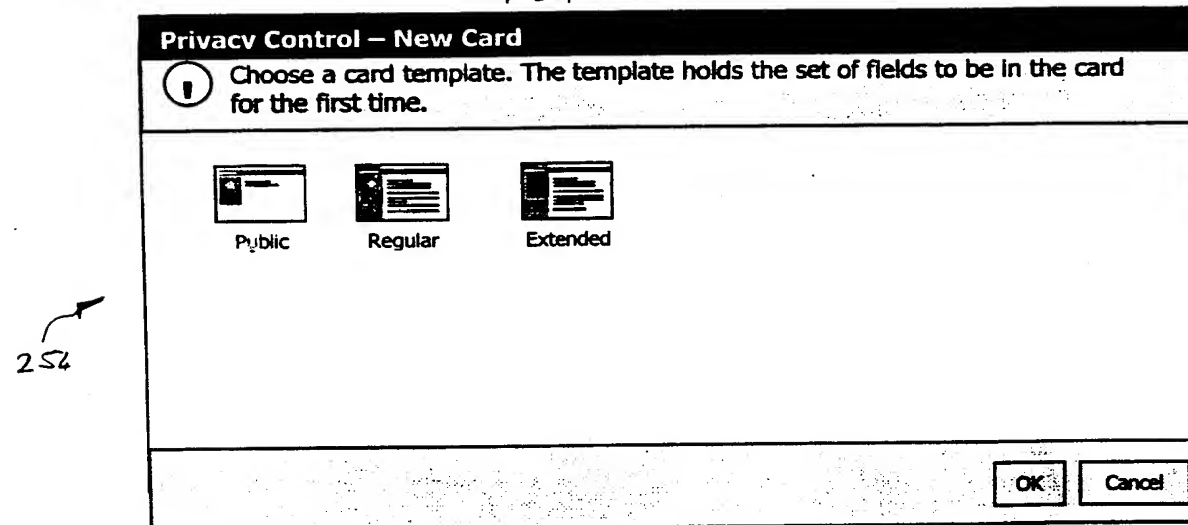 Privacy Control – New Card
Choose a card template. The template holds the set of fields to be in the card
for the first time.
Public Regular Extended
254
OK Cancel